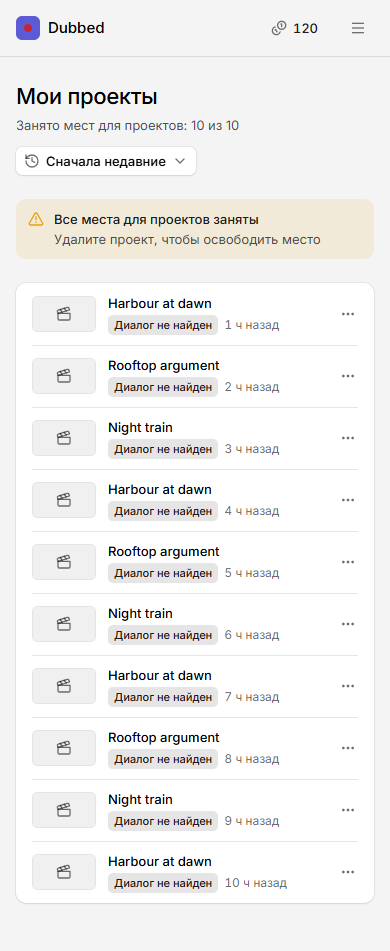 Dubbed
120
Мои проекты
Занято мест для проектов: 10 из 10
Сначала недавние
Все места для проектов заняты
Удалите проект, чтобы освободить место
Harbour at dawn
Диалог не найден 1 ч назад
Rooftop argument
Диалог не найден 2 ч назад
Night train
Диалог не найден 3 ч назад
Harbour at dawn
Диалог не найден 4 ч назад
Rooftop argument
Диалог не найден 5 ч назад
Night train
Диалог не найден 6 ч назад
Harbour at dawn
Диалог не найден 7 ч назад
Rooftop argument
Диалог не найден 8 ч назад
Night train
Диалог не найден 9 ч назад
Harbour at dawn
Диалог не найден 10 ч назад